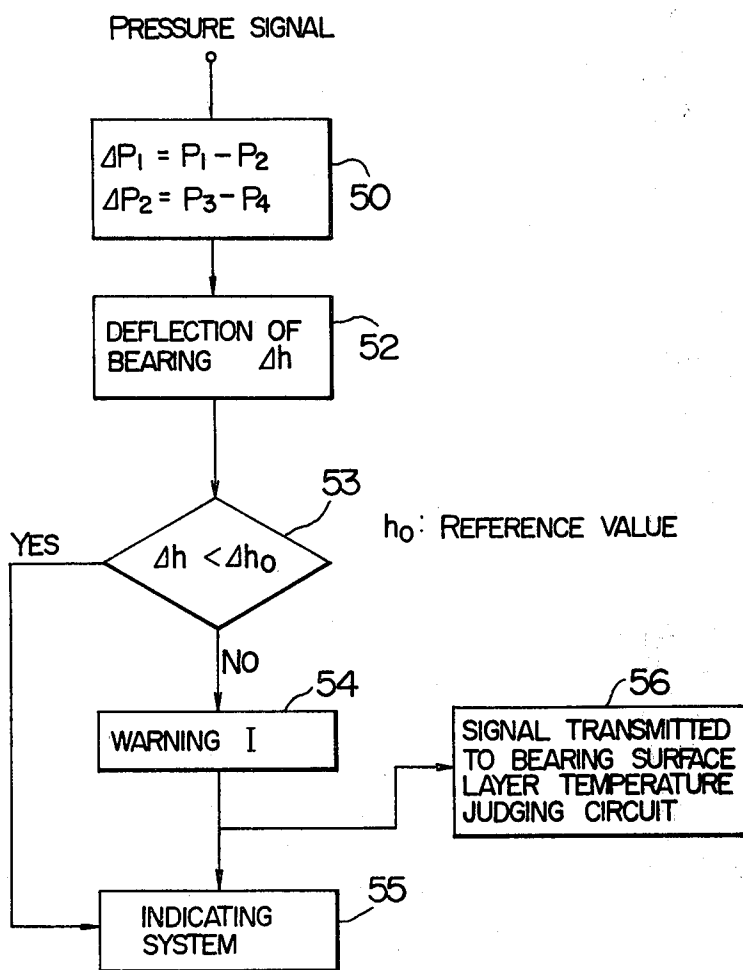 PRESSURE SIGNAL
ΔP₁ = P₁ - P₂
ΔP₂ = P₃ - P₄
50
DEFLECTION OF
BEARING Δh
52
53
YES
Δh < Δh₀
h₀: REFERENCE VALUE
NO
54
WARNING I
56
SIGNAL TRANSMITTED
TO BEARING SURFACE
LAYER TEMPERATURE
JUDGING CIRCUIT
55
INDICATING
SYSTEM